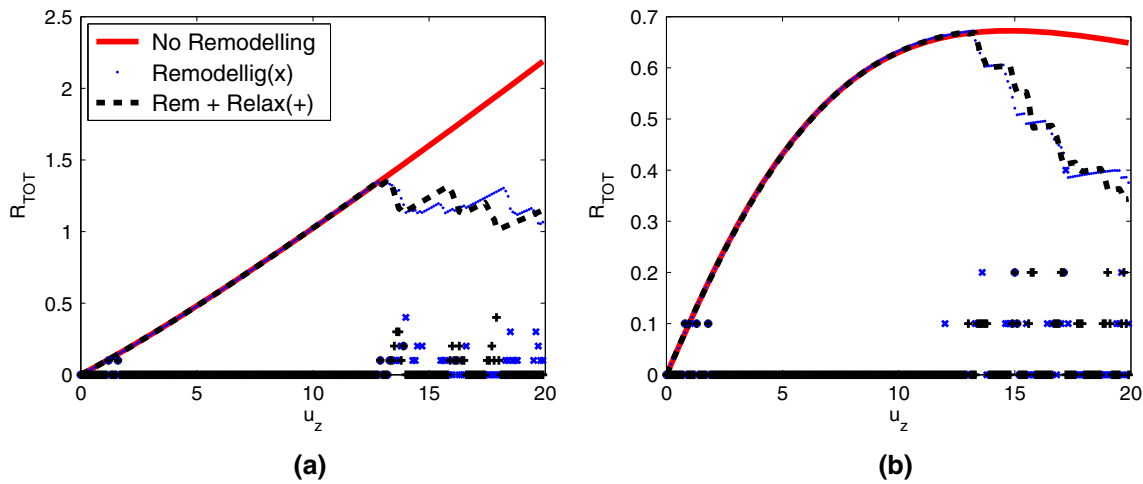 2.5
2
1.5
1
0.5
0
R_TOT
No Remodelling
Remodellig(x)
Rem + Relax(+)
0 5 10 15 20
u_z
(a)
0.7
0.6
0.5
0.4
0.3
0.2
0.1
0
R_TOT
0 5 10 15 20
u_z
(b)